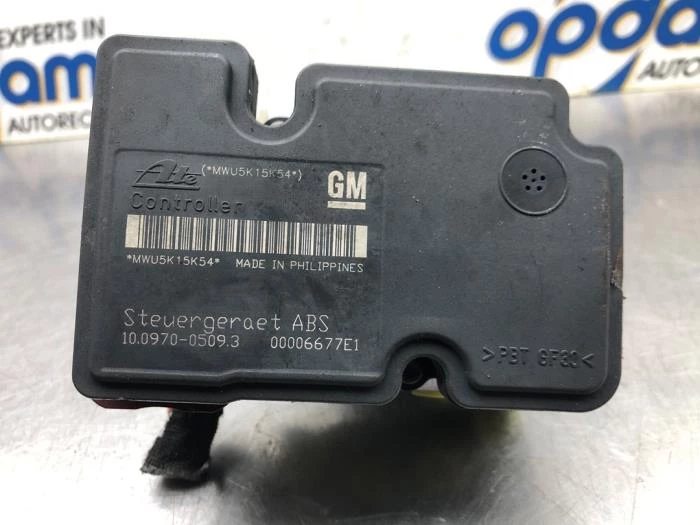 EXPERTS IN
am
AUTOREC
opda
AUTO
Ate (*MWU5K15K54*)
GM
Controller
*MWU5K15K54* MADE IN PHILIPPINES
Steuergeraet ABS
10.0970-0509.3 00006677E1
>PBT GF30<